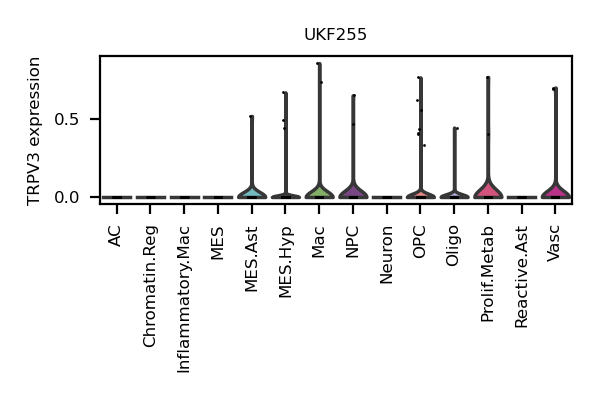 UKF255
TRPV3 expression
0.5
0.0
AC
Chromatin.Reg
Inflammatory.Mac
MES
MES.Ast
MES.Hyp
Mac
NPC
Neuron
OPC
Oligo
Prolif.Metab
Reactive.Ast
Vasc